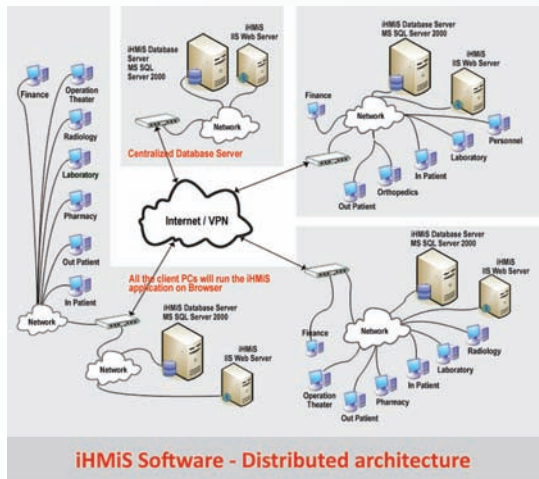 Finance
Operation
Theater
Radiology
Laboratory
Pharmacy
Out Patient
In Patient
Network
iHMiS Database
Server
MS SQL
Server 2000
iHMiS
IIS Web Server
Network
Centralized Database Server
iHMiS Database Server
MS SQL Server 2000
iHMiS
IIS Web Server
Finance
Network
Personnel
Laboratory
In Patient
Orthopedics
Out Patient
Internet / VPN
All the client PCs will run the iHMiS
application on Browser
iHMiS Database Server
MS SQL Server 2000
iHMiS
IIS Web Server
Network
iHMiS Database Server
MS SQL Server 2000
iHMiS
IIS Web Server
Finance
Network
Radiology
Laboratory
In Patient
Pharmacy
Operation
Theater
Out Patient
iHMiS Software - Distributed architecture